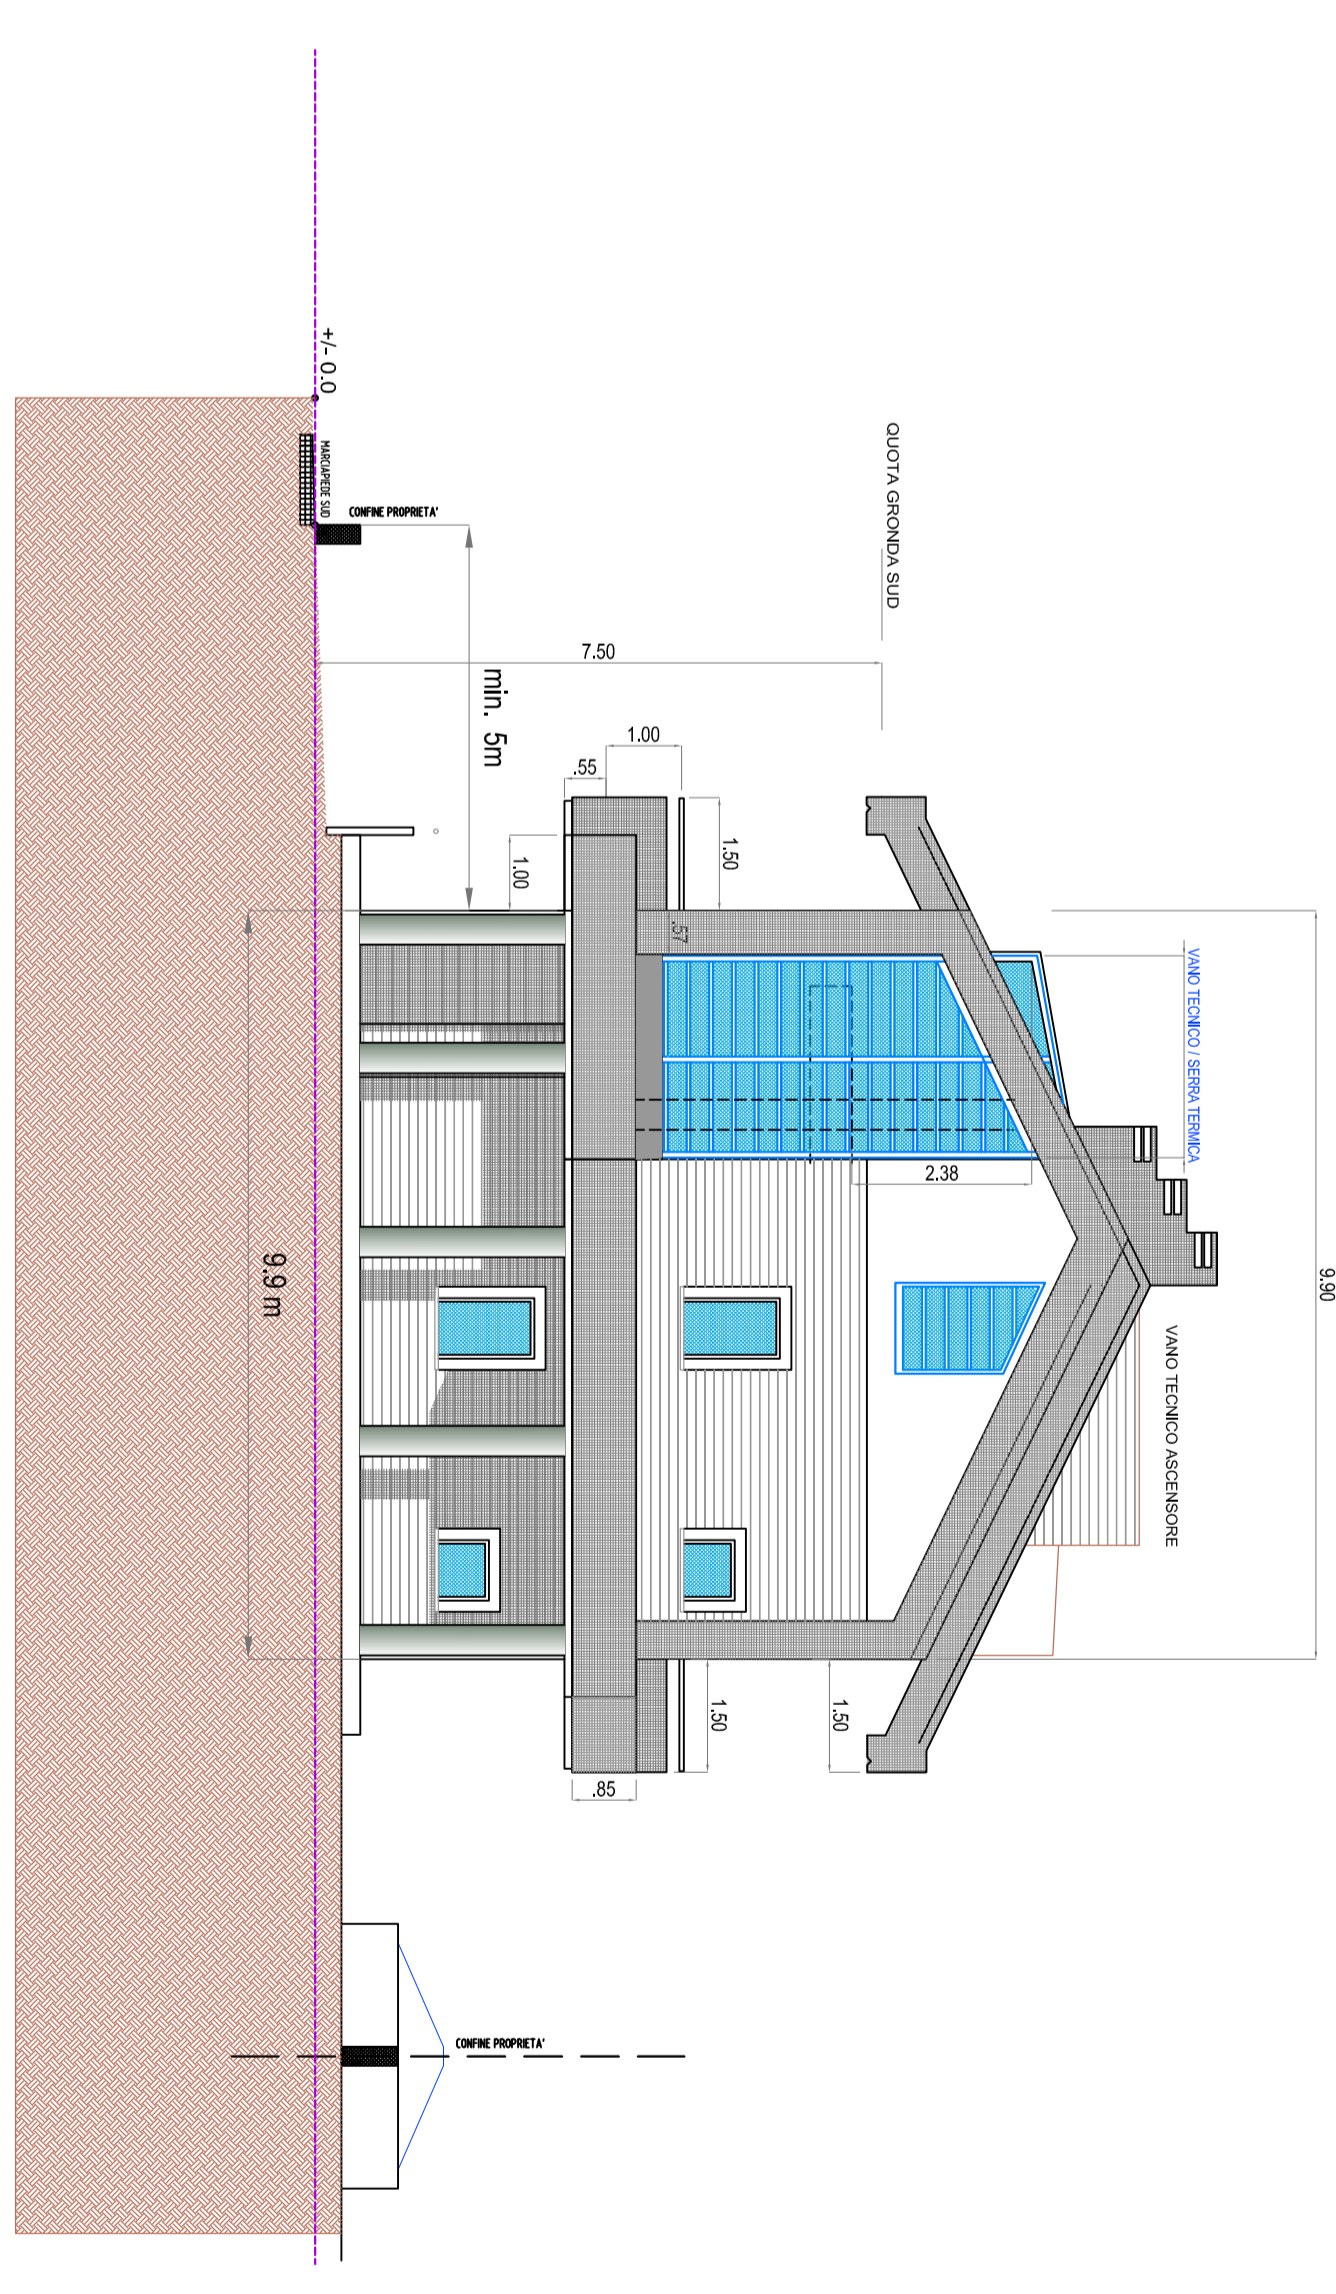 9.90
VANO TECNICO / SERRA TERMICA
VANO TECNICO ASCENSORE
QUOTA GRONDA SUD
2.38
1.50
1.50
1.50
.57
7.50
1.00
.55
.85
1.00
min. 5m
CONFINE PROPRIETA'
CONFINE PROPRIETA'
+/- 0.0
MARCIAPIEDE SUD
9.9 m